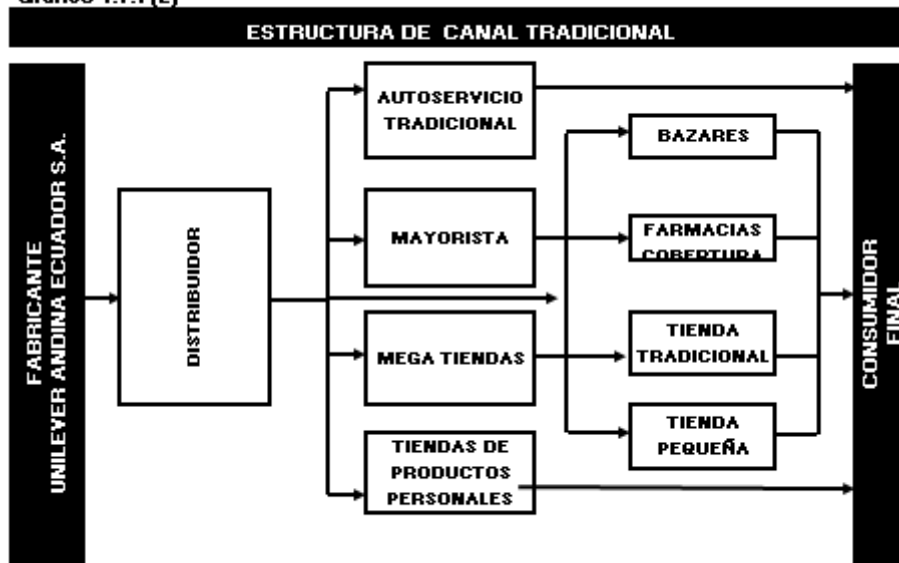 ESTRUCTURA DE CANAL TRADICIONAL
FABRICANTE
UNILEVER ANDINA ECUADOR S.A.
DISTRIBUIDOR
AUTOSERVICIO
TRADICIONAL
MAYORISTA
MEGA TIENDAS
TIENDAS DE
PRODUCTOS
PERSONALES
BAZARES
FARMACIAS
COBERTURA
TIENDA
TRADICIONAL
TIENDA
PEQUEÑA
CONSUMIDOR
FINAL